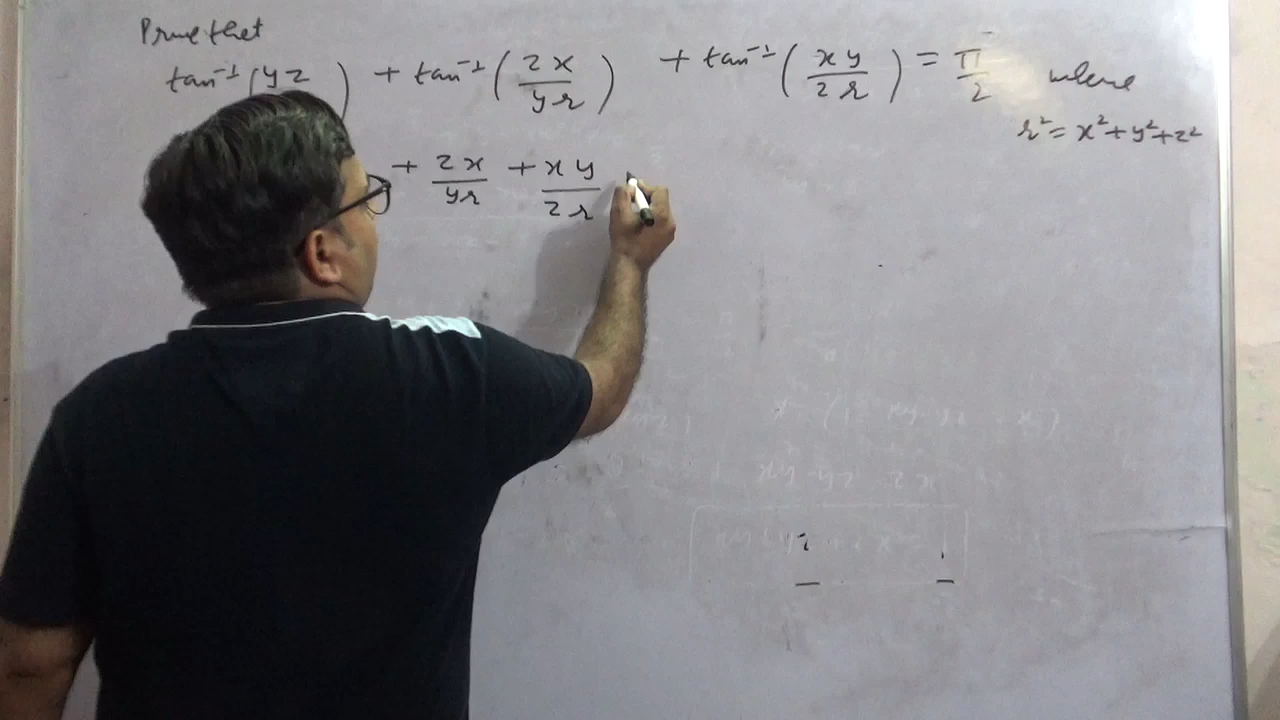 Prove that
tan⁻¹ (yz ) + tan⁻¹ (zx/yr) + tan⁻¹ (xy/zr) = π/2 where
r² = x² + y² + z²
+ zx/yr + xy/zr